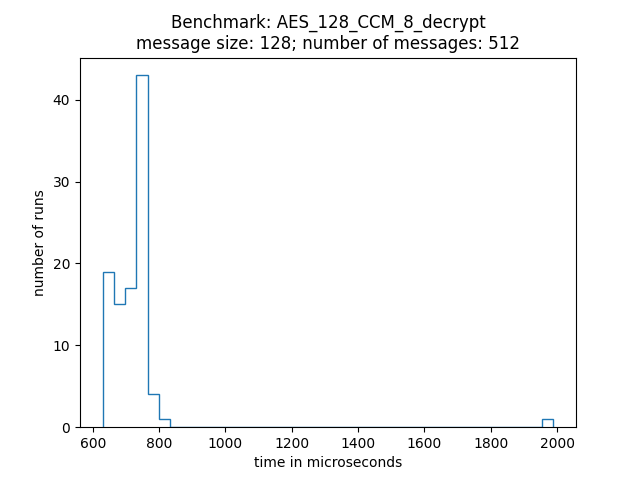 Benchmark: AES_128_CCM_8_decrypt
message size: 128; number of messages: 512
number of runs
40
30
20
10
0
600 800 1000 1200 1400 1600 1800 2000
time in microseconds